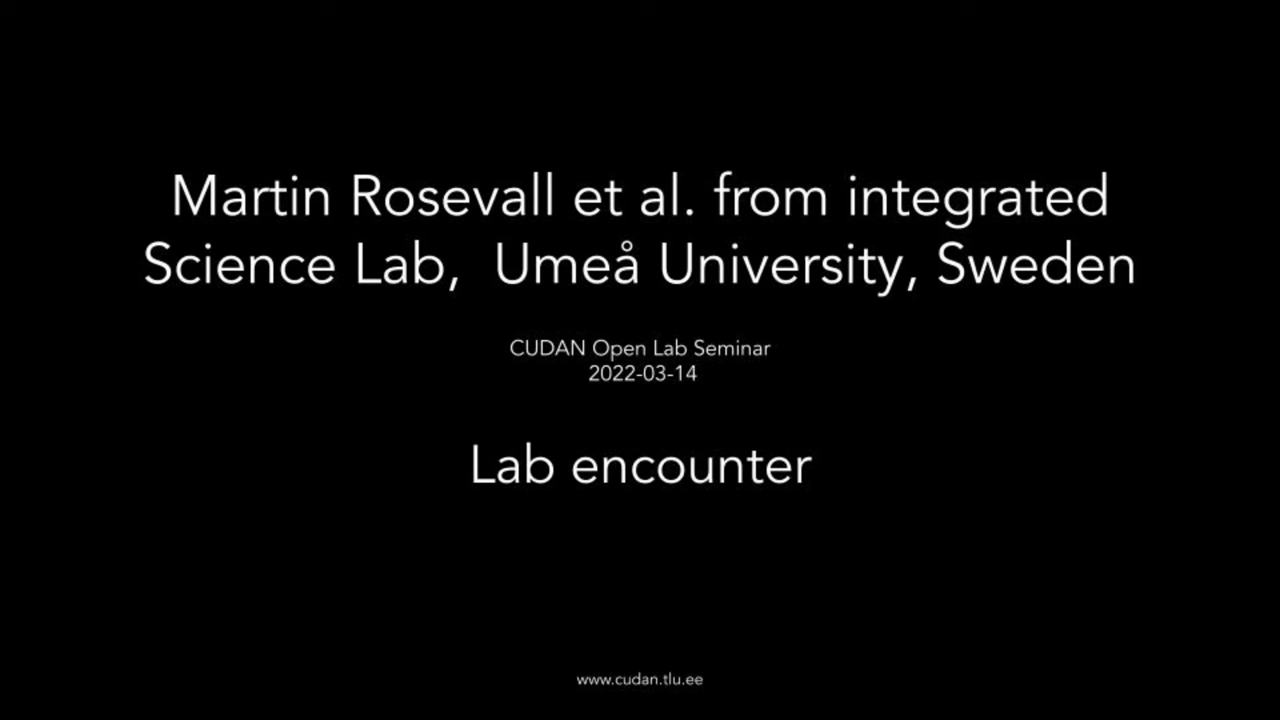 Martin Rosevall et al. from integrated
Science Lab,  Umeå University, Sweden
CUDAN Open Lab Seminar
2022-03-14
Lab encounter
www.cudan.tlu.ee